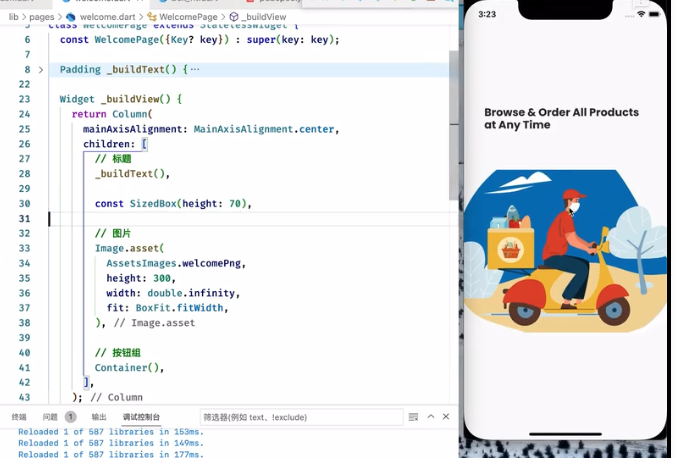 welcome.dart
lib > pages > welcome.dart > WelcomePage > _buildView
class WelcomePage extends StatelessWidget {
6 const WelcomePage({Key? key}) : super(key: key);
7
8 > Padding _buildText() { ···
22
23 Widget _buildView() {
24 return Column(
25 mainAxisAlignment: MainAxisAlignment.center,
26 children: [
27 // 标题
28 _buildText(),
29
30 const SizedBox(height: 70),
31
32 // 图片
33 Image.asset(
34 AssetsImages.welcomePng,
35 height: 300,
36 width: double.infinity,
37 fit: BoxFit.fitWidth,
38 ), // Image.asset
39
40 // 按钮组
41 Container(),
42 ],
43 ); // Column
终端 问题 1 输出 调试控制台 筛选器(例如 text、!exclude)
Reloaded 1 of 587 libraries in 153ms.
Reloaded 1 of 587 libraries in 149ms.
Reloaded 1 of 587 libraries in 177ms.
3:23
Browse & Order All Products
at Any Time